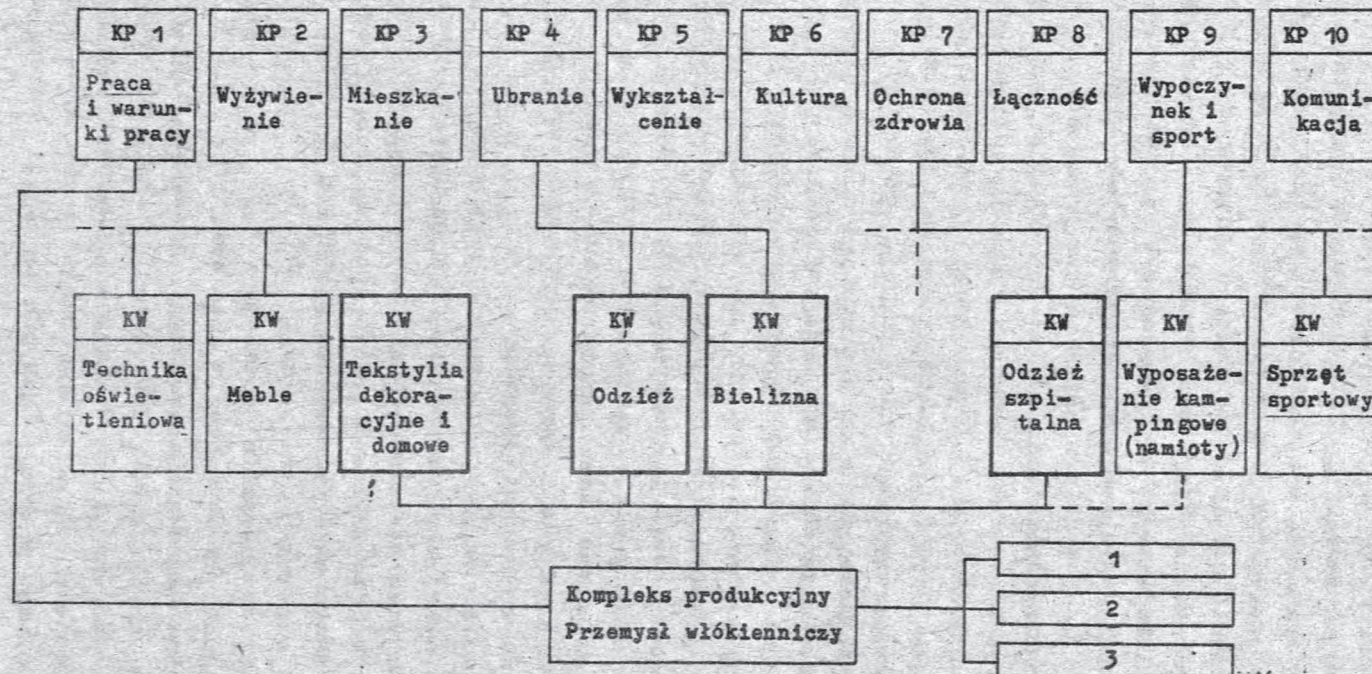 KP 1
Praca
i warun-
ki pracy
KP 2
Wyżywie-
nie
KP 3
Mieszka-
nie
KP 4
Ubranie
KP 5
Wykształ-
cenie
KP 6
Kultura
KP 7
Ochrona
zdrowia
KP 8
Łączność
KP 9
Wypoczy-
nek i
sport
KP 10
Komuni-
kacja
KW
Technika
oświe-
tleniowa
KW
Meble
KW
Tekstylia
dekora-
cyjne i
domowe
KW
Odzież
KW
Bielizna
KW
Odzież
szpi-
talna
KW
Wyposaże-
nie kam-
pingowe
(namioty)
KW
Sprzęt
sportowy
Kompleks produkcyjny
Przemysł włókienniczy
1
2
3